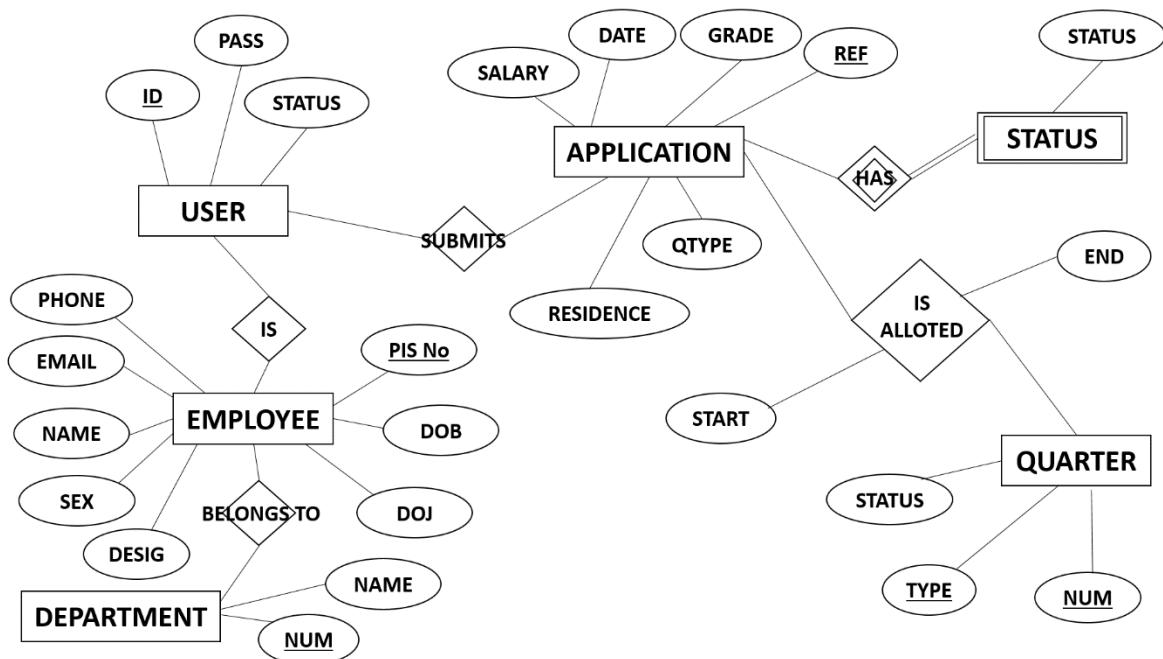 PASS
DATE
GRADE
STATUS
REF
SALARY
ID
STATUS
APPLICATION
STATUS
HAS
USER
SUBMITS
QTYPE
END
PHONE
RESIDENCE
IS
ALLOTED
IS
PIS No
EMAIL
EMPLOYEE
START
NAME
DOB
QUARTER
SEX
STATUS
BELONGS TO
DOJ
DESIG
NAME
TYPE
NUM
DEPARTMENT
NUM